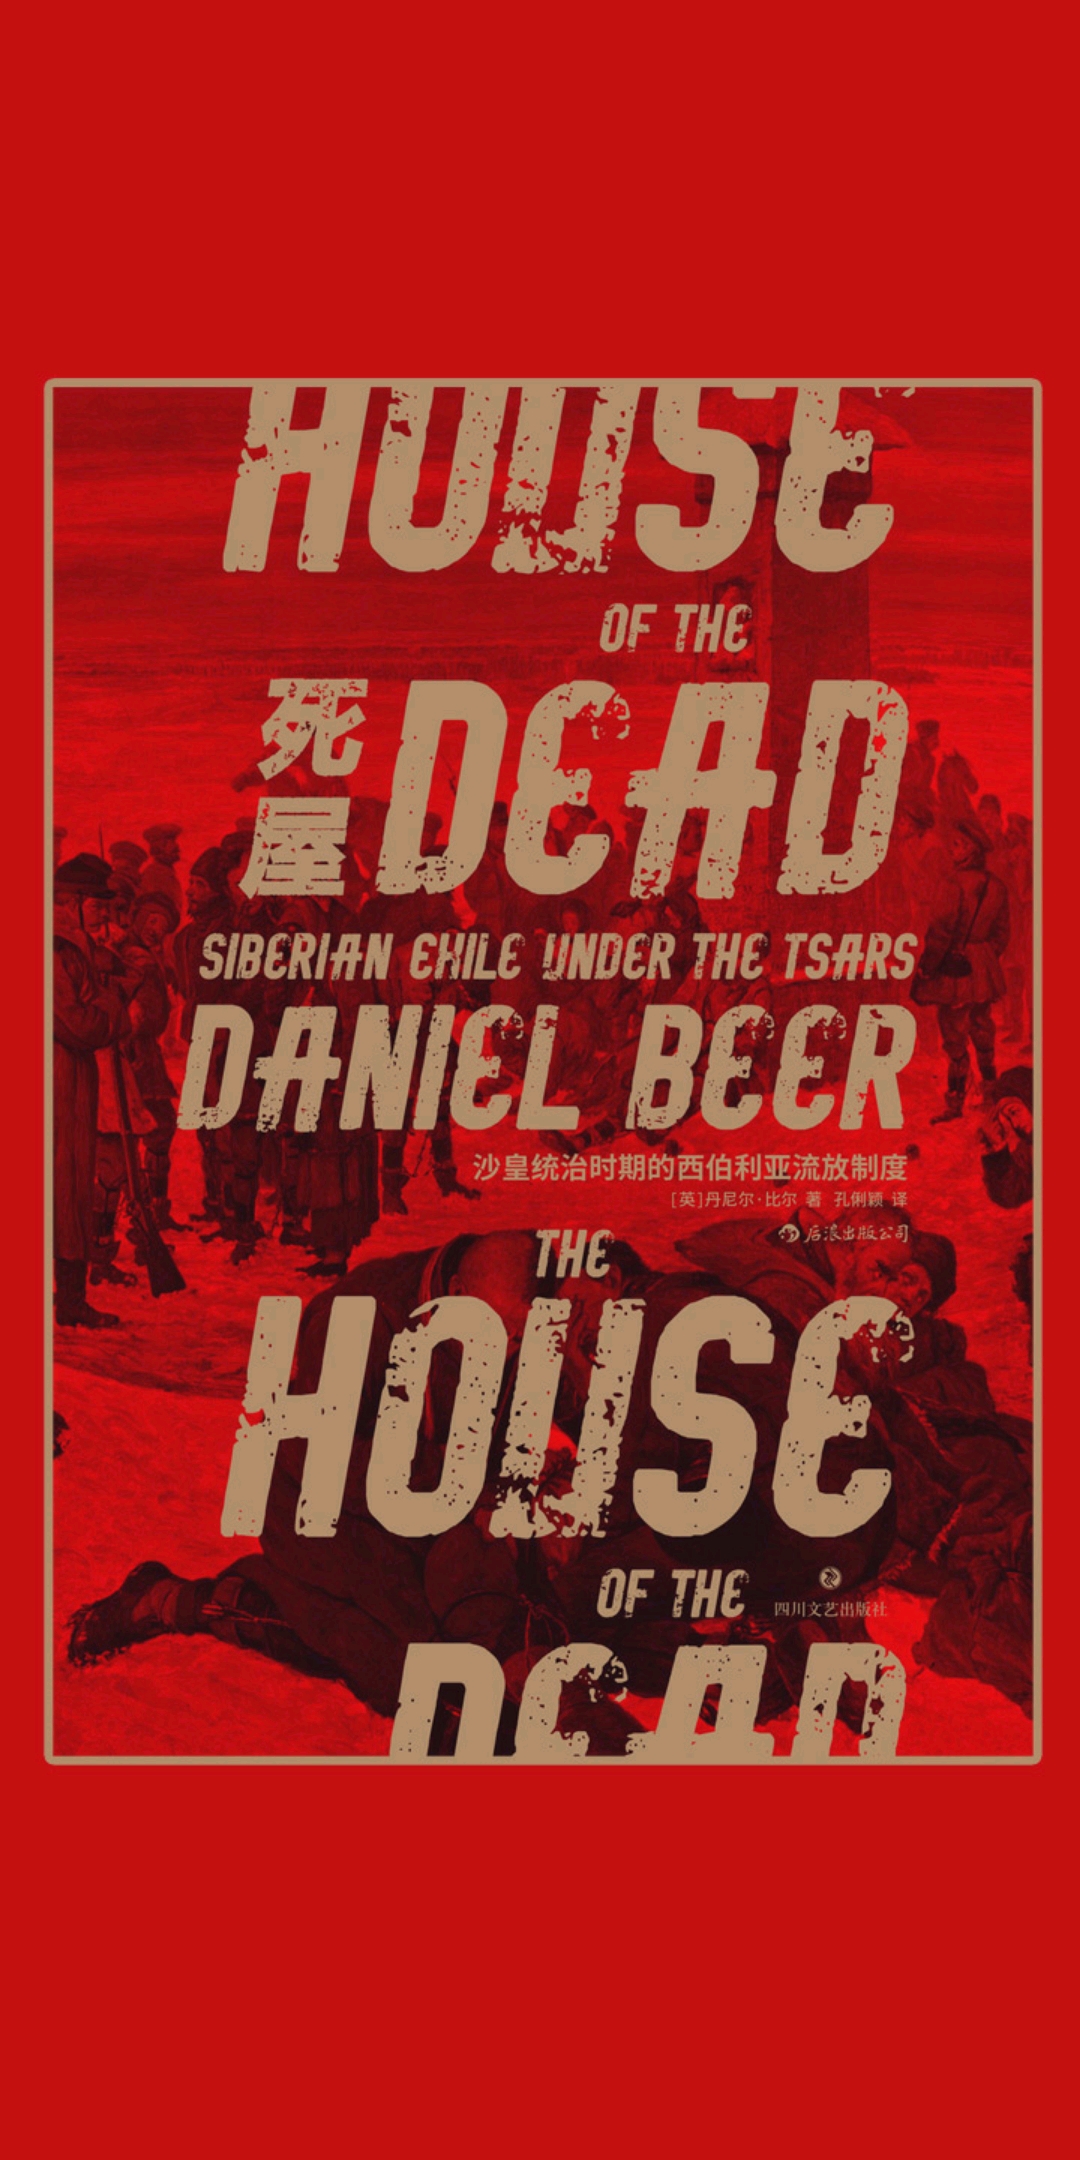 HOUSE
OF THE
死屋 DEAD
SIBERIAN EXILE UNDER THE TSARS
DANIEL BEER
沙皇统治时期的西伯利亚流放制度
[英]丹尼尔·比尔 著 孔俐颖 译
后浪出版公司
THE
HOUSE
OF THE
四川文艺出版社
DEAD